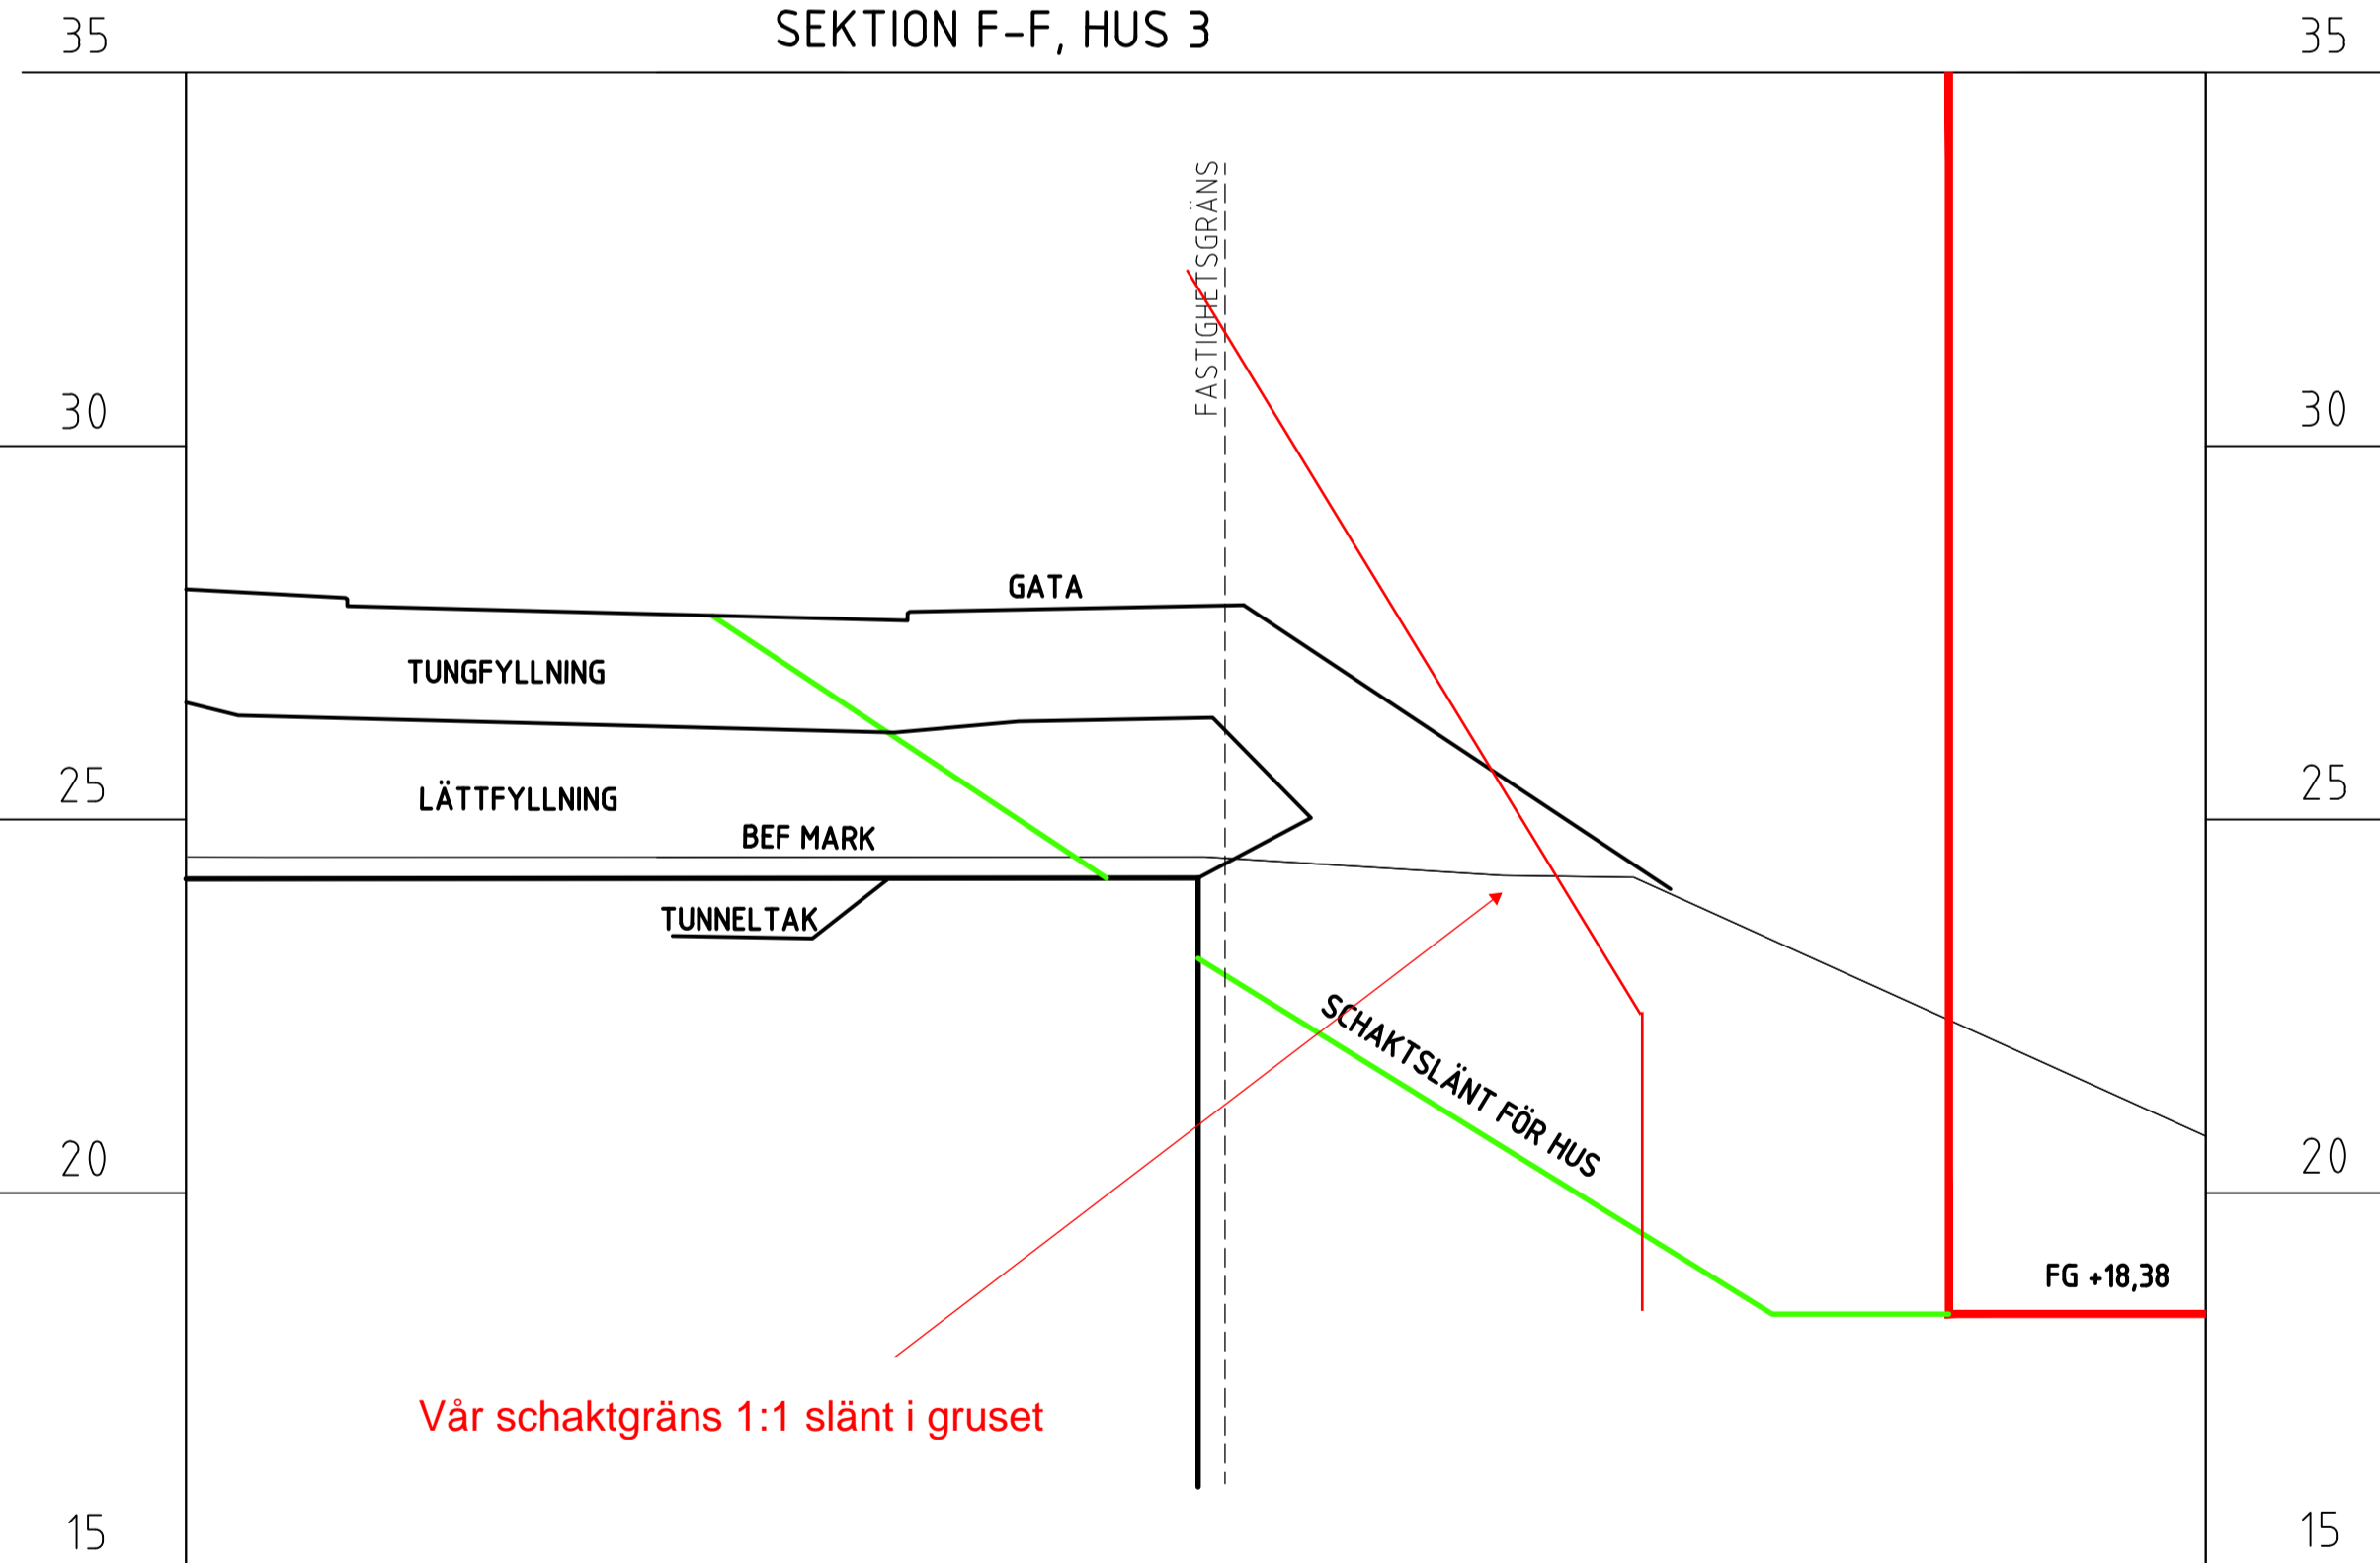 SEKTION F-F, HUS 3
35
35
FASTIGHETSGRÄNS
30
30
GATA
TUNGFYLLNING
25
25
LÄTTFYLLNING
BEF MARK
TUNNELTAK
SCHAKTSLÄNT FÖR HUS
20
20
FG +18,38
Vår schaktgräns 1:1 slänt i gruset
15
15